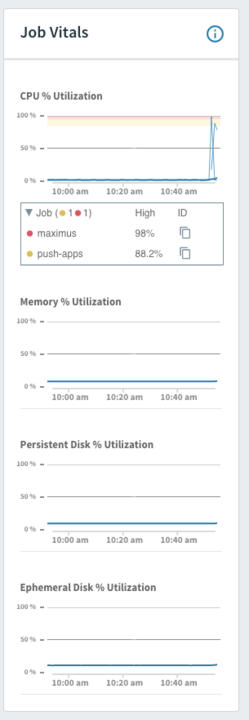 Job Vitals
CPU % Utilization
100 %
50 %
0 %
10:00 am 10:20 am 10:40 am
Job (1 1) High ID
maximus 98%
push-apps 88.2%
Memory % Utilization
100 %
50 %
0 %
10:00 am 10:20 am 10:40 am
Persistent Disk % Utilization
100 %
50 %
0 %
10:00 am 10:20 am 10:40 am
Ephemeral Disk % Utilization
100 %
50 %
0 %
10:00 am 10:20 am 10:40 am